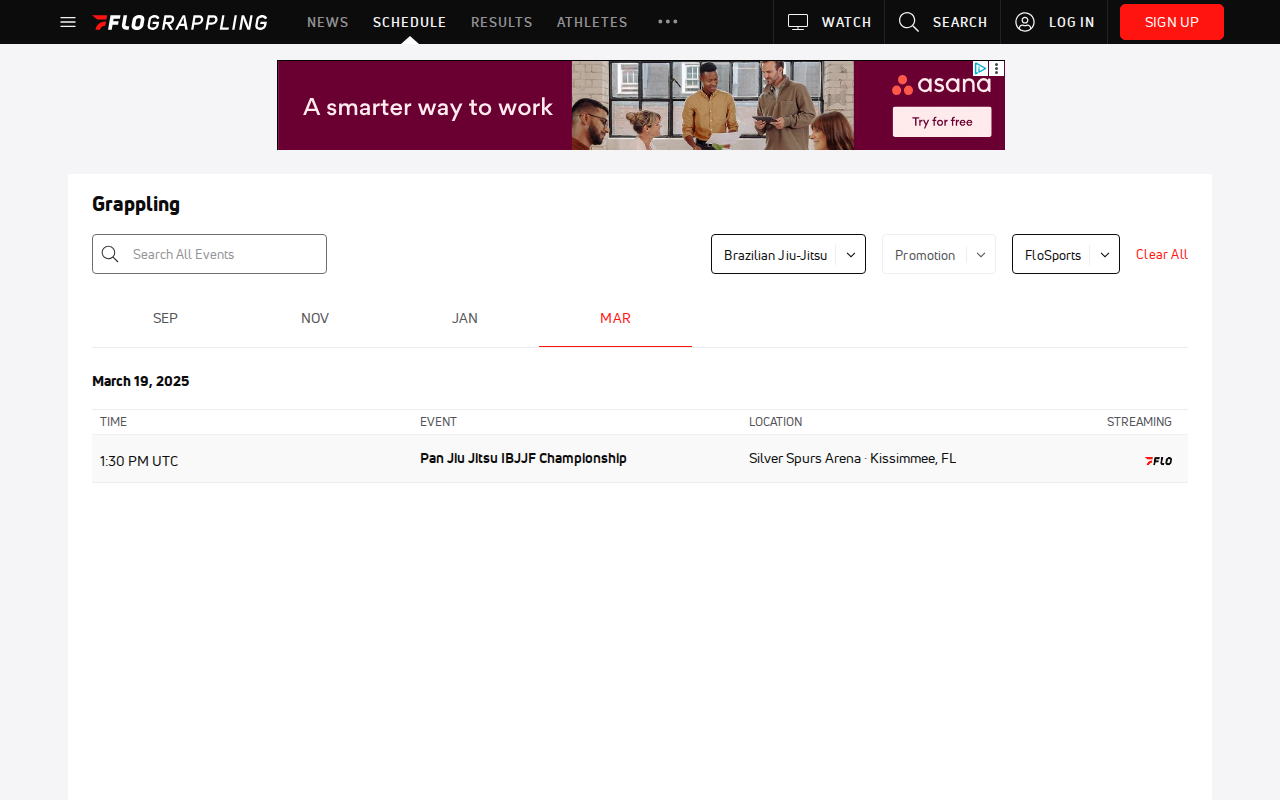 FLOGRAPPLING NEWS SCHEDULE RESULTS ATHLETES ••• WATCH SEARCH LOG IN SIGN UP
A smarter way to work asana
Try for free
Grappling
Search All Events Brazilian Jiu-Jitsu Promotion FloSports Clear All
SEP NOV JAN MAR
March 19, 2025
TIME EVENT LOCATION STREAMING
1:30 PM UTC Pan Jiu Jitsu IBJJF Championship Silver Spurs Arena · Kissimmee, FL FLO